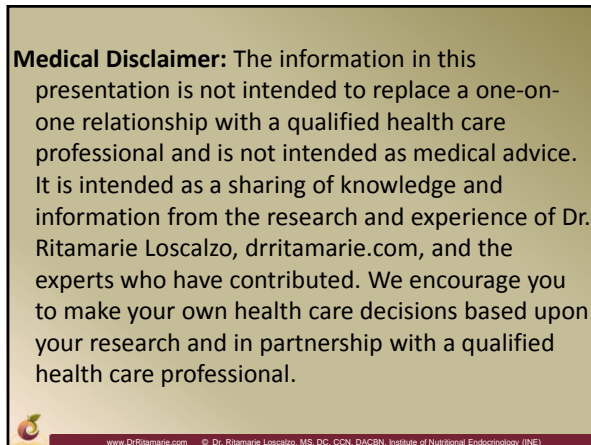 Medical Disclaimer: The information in this
presentation is not intended to replace a one-on-
one relationship with a qualified health care
professional and is not intended as medical advice.
It is intended as a sharing of knowledge and
information from the research and experience of Dr.
Ritamarie Loscalzo, drritamarie.com, and the
experts who have contributed. We encourage you
to make your own health care decisions based upon
your research and in partnership with a qualified
health care professional.
www.DrRitamarie.com © Dr. Ritamarie Loscalzo, MS, DC, CCN, DACBN, Institute of Nutritional Endocrinology (INE)